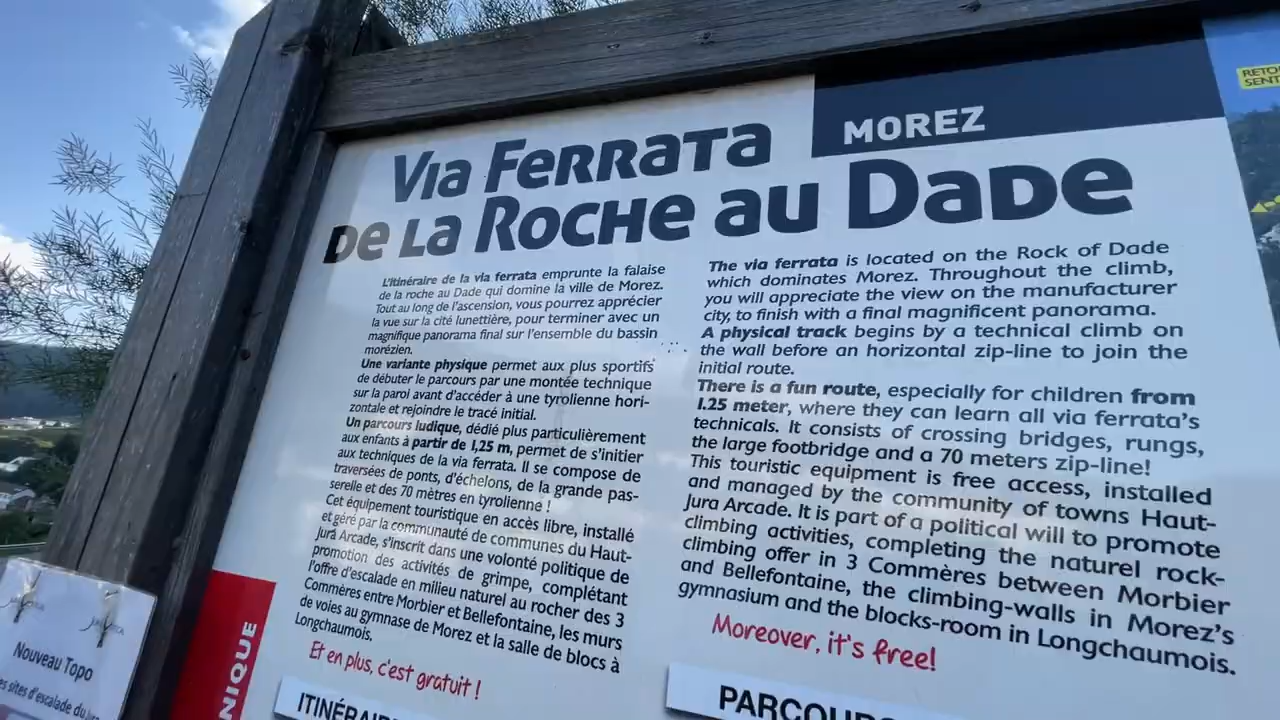 MOREZ
Via Ferrata
de la Roche au Dade
L'itinéraire de la via ferrata emprunte la falaise
de la roche au Dade qui domine la ville de Morez.
Tout au long de l'ascension, vous pourrez apprécier
la vue sur la cité lunettière, pour terminer avec un
magnifique panorama final sur l'ensemble du bassin
morézien.
Une variante physique permet aux plus sportifs
de débuter le parcours par une montée technique
sur la paroi avant d'accéder à une tyrolienne hori-
zontale et rejoindre le tracé initial.
Un parcours ludique, dédié plus particulièrement
aux enfants à partir de 1,25 m, permet de s'initier
aux techniques de la via ferrata. Il se compose de
traversées de ponts, d'échelons, de la grande pas-
serelle et des 70 mètres en tyrolienne !
Cet équipement touristique en accès libre, installé
et géré par la communauté de communes du Haut-
Jura Arcade, s'inscrit dans une volonté politique de
promotion des activités de grimpe, complétant
l'offre d'escalade en milieu naturel au rocher des 3
Commères entre Morbier et Bellefontaine, les murs
de voies au gymnase de Morez et la salle de blocs à
Longchaumois.
Et en plus, c'est gratuit !
The via ferrata is located on the Rock of Dade
which dominates Morez. Throughout the climb,
you will appreciate the view on the manufacturer
city, to finish with a final magnificent panorama.
A physical track begins by a technical climb on
the wall before an horizontal zip-line to join the
initial route.
There is a fun route, especially for children from
1.25 meter, where they can learn all via ferrata's
technicals. It consists of crossing bridges, rungs,
the large footbridge and a 70 meters zip-line!
This touristic equipment is free access, installed
and managed by the community of towns Haut-
Jura Arcade. It is part of a political will to promote
climbing activities, completing the naturel rock-
climbing offer in 3 Commères between Morbier
and Bellefontaine, the climbing-walls in Morez's
gymnasium and the blocks-room in Longchaumois.
Moreover, it's free!
Nouveau Topo
sites d'escalade du